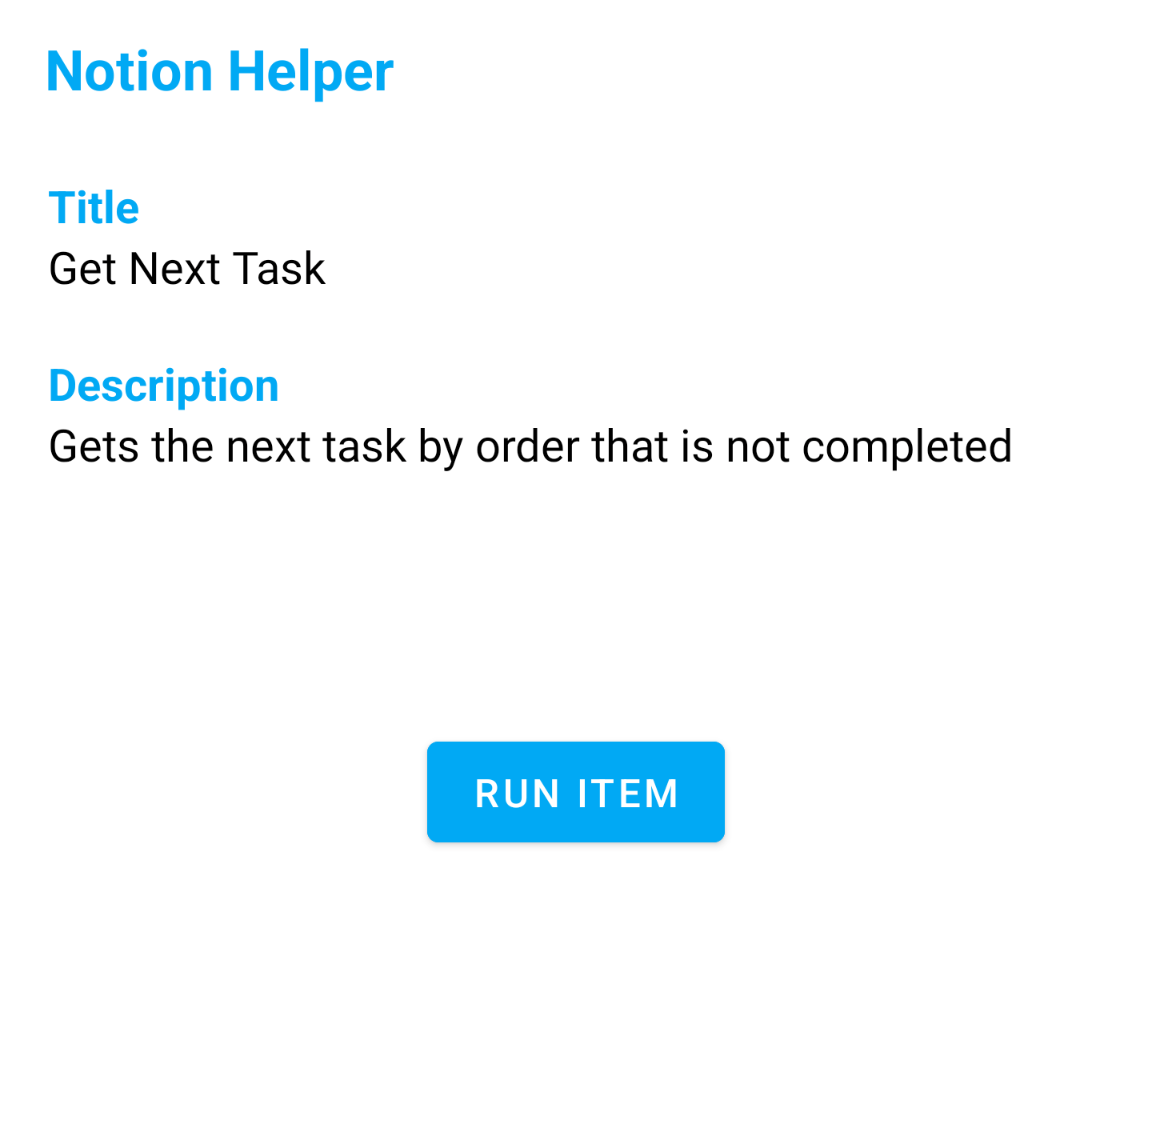 Notion Helper
Title
Get Next Task
Description
Gets the next task by order that is not completed
RUN ITEM